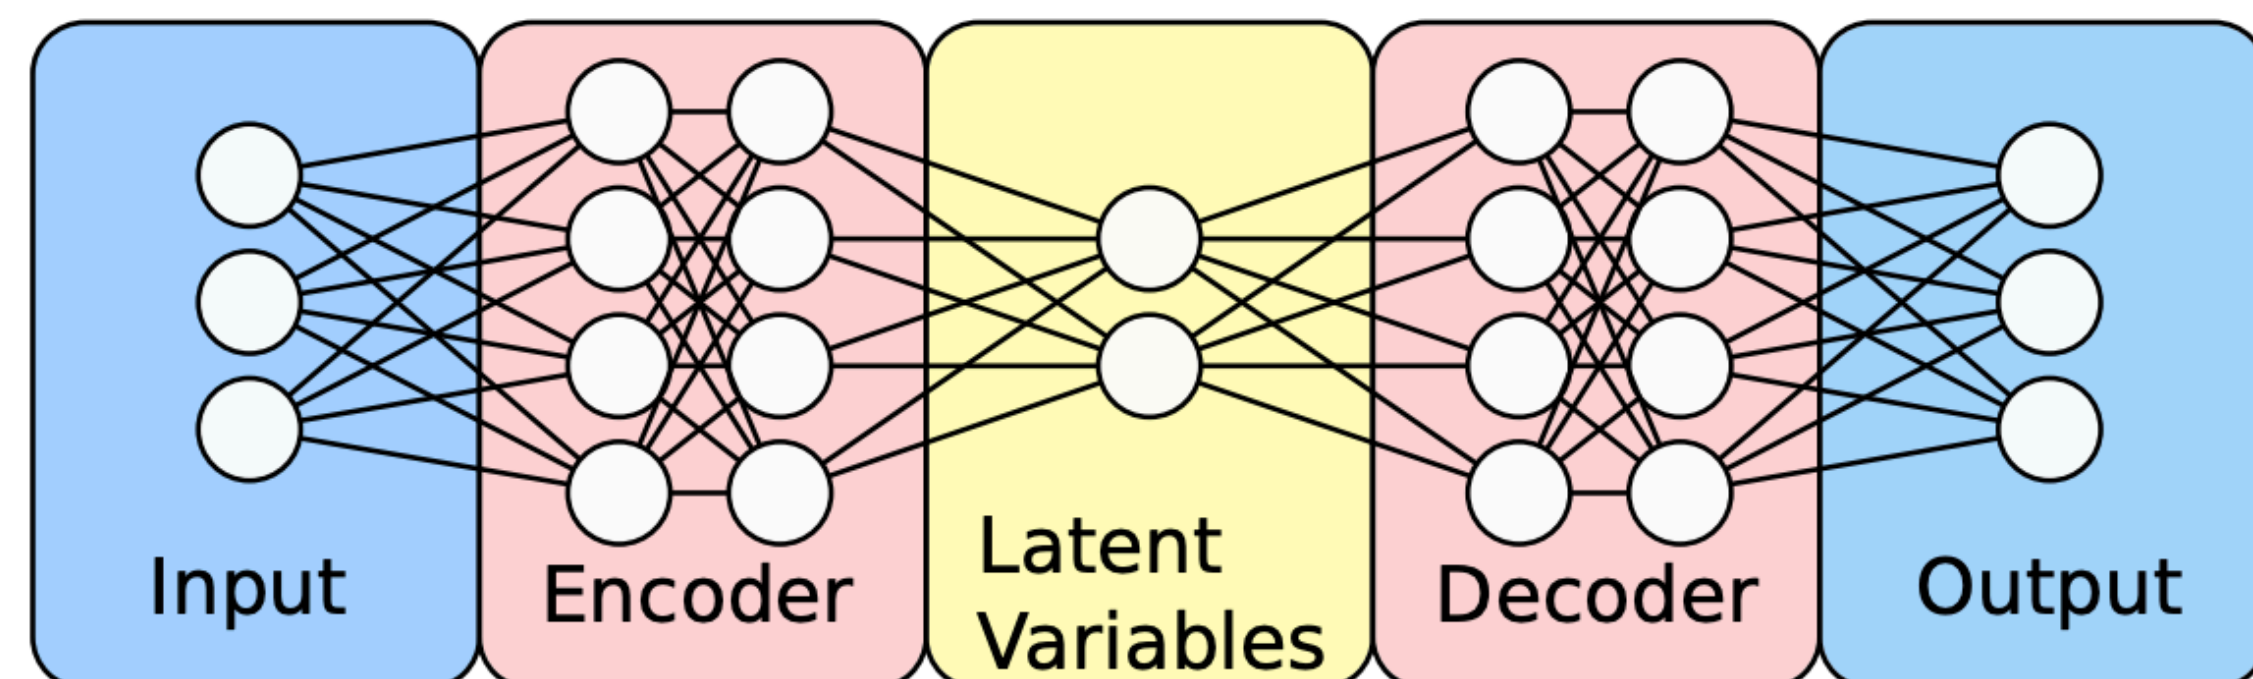 Input
Encoder
Latent
Variables
Decoder
Output